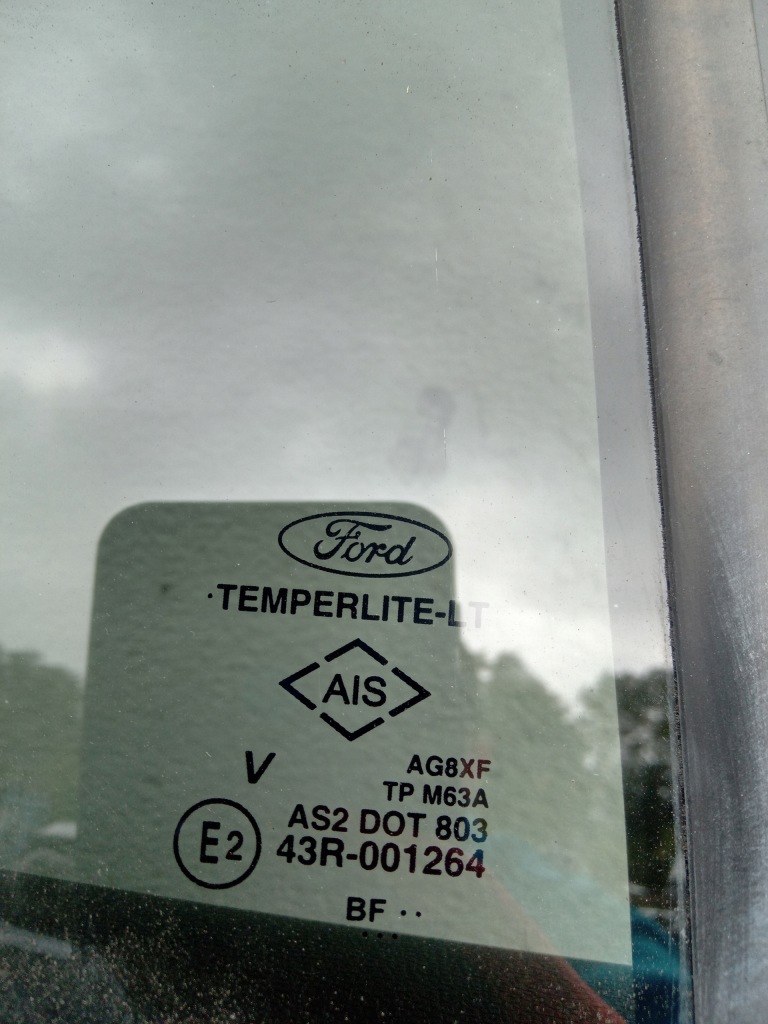 Ford
·TEMPERLITE-LT
AIS
V
AG8XF
TP M63A
E2
AS2 DOT 803
43R-001264
BF ··
···